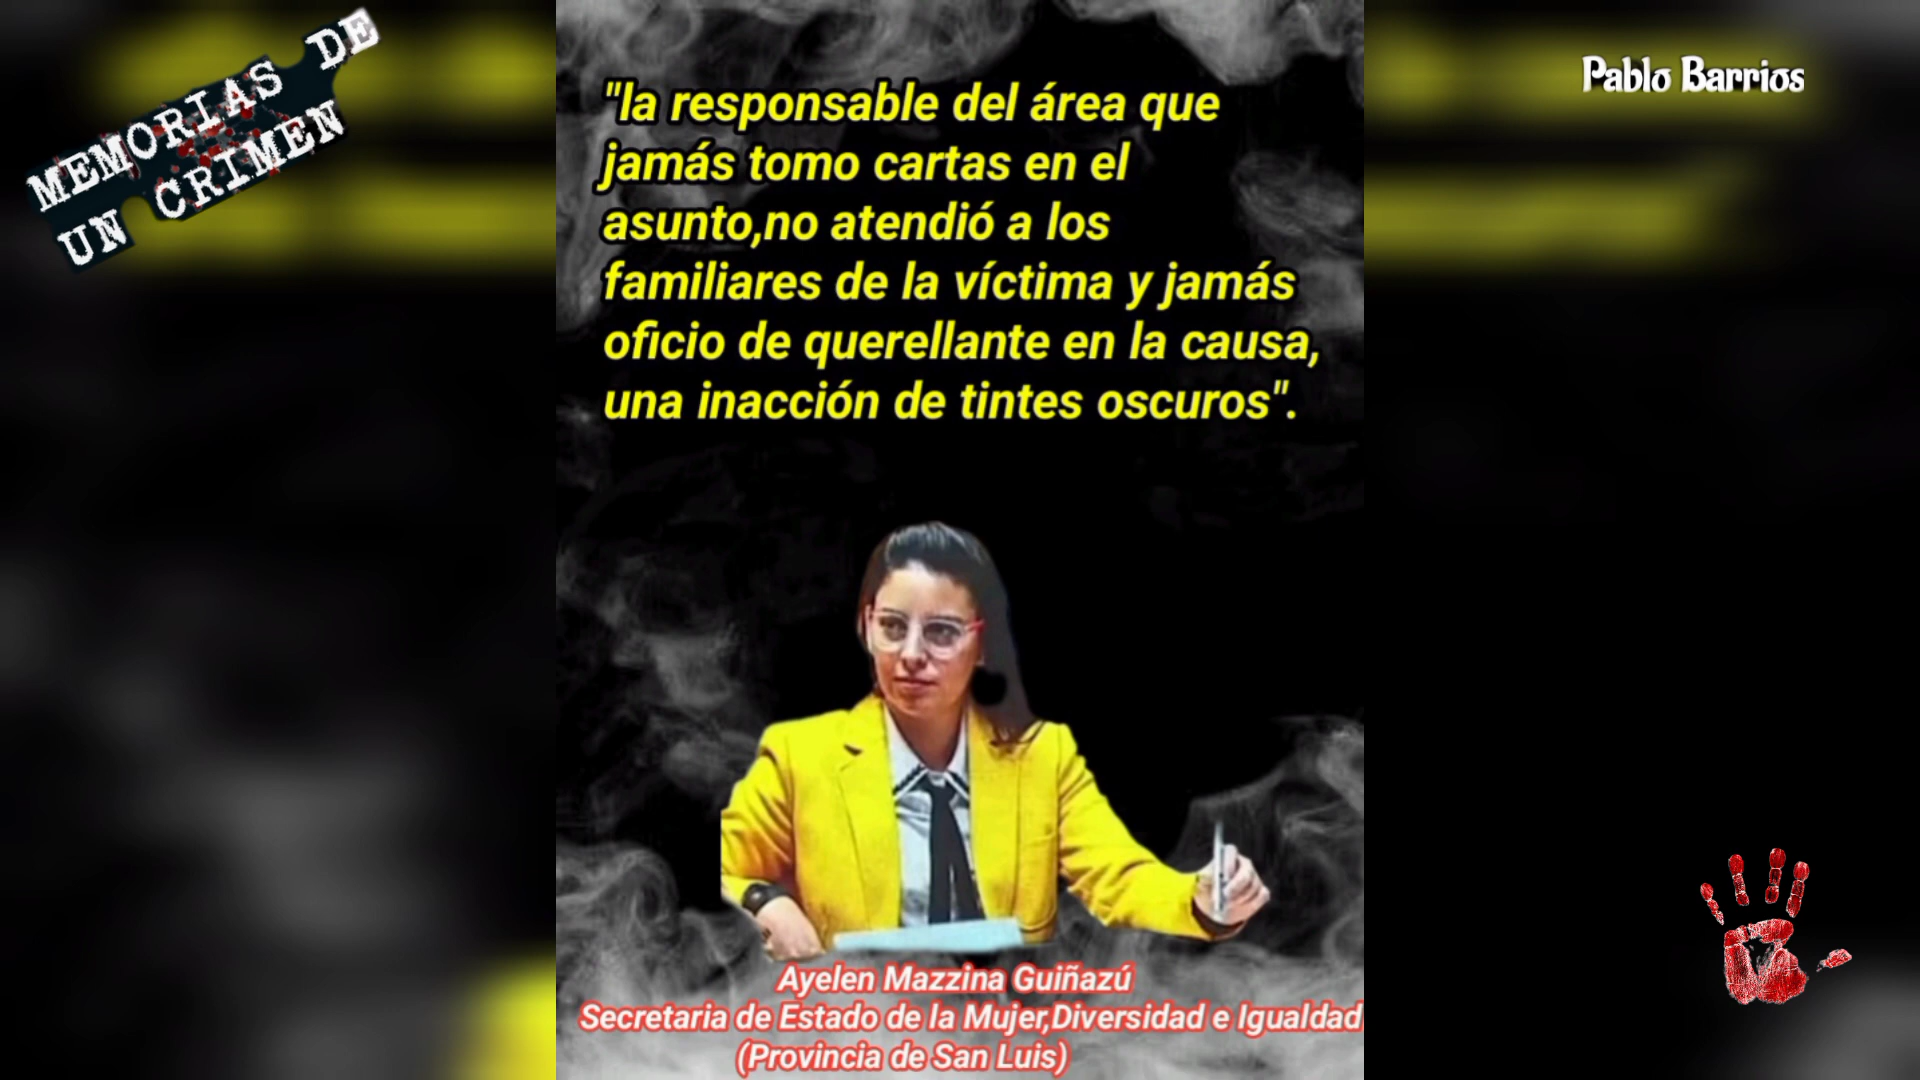 MEMORIAS DE
UN CRIMEN
Pablo Barrios
"la responsable del área que
jamás tomo cartas en el
asunto,no atendió a los
familiares de la víctima y jamás
oficio de querellante en la causa,
una inacción de tintes oscuros".
Ayelen Mazzina Guiñazú
Secretaria de Estado de la Mujer,Diversidad e Igualdad
(Provincia de San Luis)